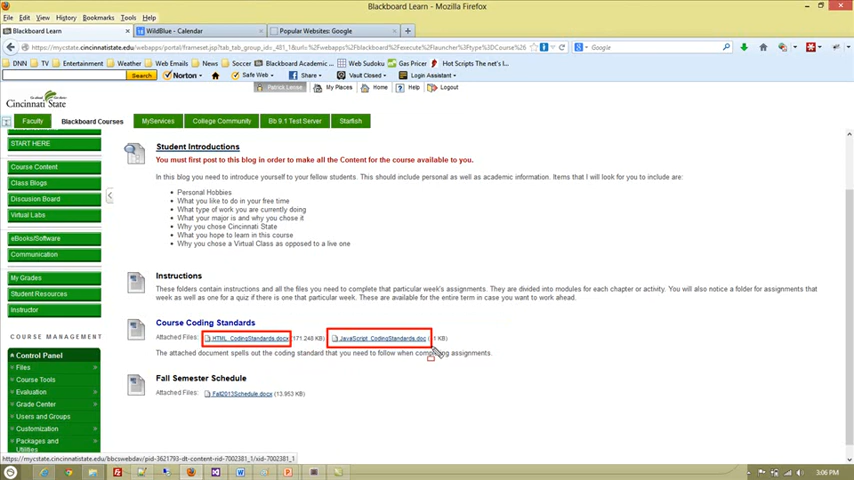 Blackboard Learn - Mozilla Firefox
File Edit View History Bookmarks Tools Help
Blackboard Learn WildBlue - Calendar Popular Websites: Google
https://mycstate.cincinnatistate.edu/webapps/portal/frameset.jsp?tab_tab_group_id=_481_1&url=%2Fwebapps%2Fblackboard%2Fexecute%2Flauncher%3Ftype%3DCourse%26 Google
DNN TV Entertainment Weather Web Emails News Soccer Blackboard Academic ... Web Sudoku Gas Pricer Hot Scripts The net's...
Search Norton Safe Web Share Vault Closed Login Assistant
My Places Home Help Logout
Cincinnati State
Faculty Blackboard Courses MyServices College Community Bb 9.1 Test Server Starfish
START HERE
Course Content
Class Blogs
Discussion Board
Virtual Labs
eBooks/Software
Communication
My Grades
Student Resources
Instructor
COURSE MANAGEMENT
Control Panel
Files
Course Tools
Evaluation
Grade Center
Users and Groups
Customization
Packages and
Utilities
Student Introductions
You must first post to this blog in order to make all the Content for the course available to you.
In this blog you need to introduce yourself to your fellow students. This should include personal as well as academic information. Items that I will look for you to include are:
Personal Hobbies
What you like to do in your free time
What type of work you are currently doing
What your major is and why you chose it
Why you chose Cincinnati State
What you hope to learn in this course
Why you chose a Virtual Class as opposed to a live one
Instructions
These folders contain instructions and all the files you need to complete that particular week's assignments. They are divided into modules for each chapter or activity. You will also notice a folder for assignments that
week as well as one for a quiz if there is one that particular week. These are available for the entire term in case you want to work ahead.
Course Coding Standards
Attached Files: HTML_CodingStandards.docx (171.248 KB) JavaScript_CodingStandards.doc KB)
The attached document spells out the coding standard that you need to follow when completing assignments.
Fall Semester Schedule
Attached Files: Fall2013Schedule.docx (13.953 KB)
https://mycstate.cincinnatistate.edu/bbcswebdav/pid-3621793-dt-content-rid-7002381_1/xid-7002381_1
3:06 PM